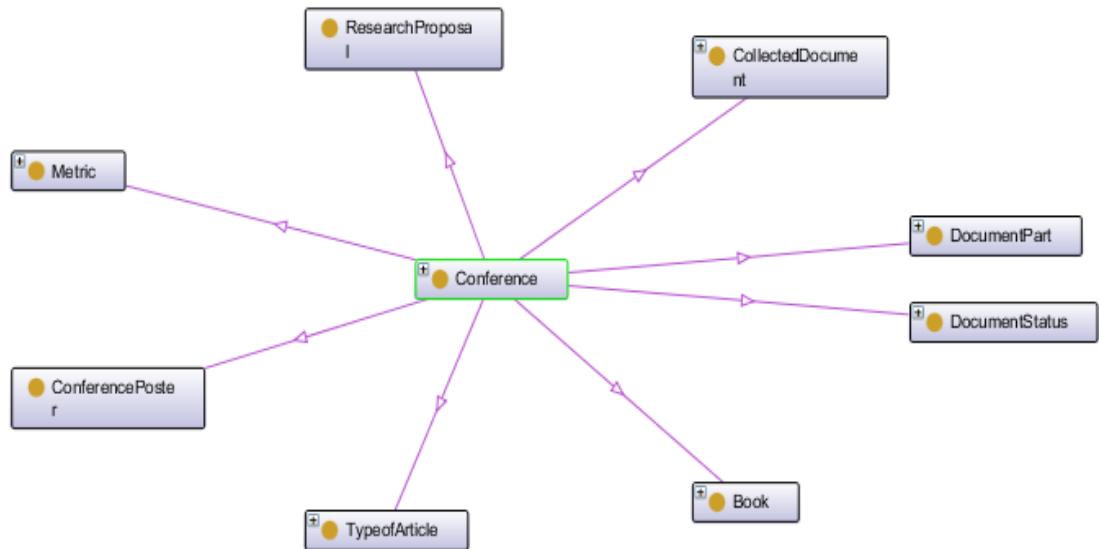 ResearchProposa
l
CollectedDocume
nt
Metric
DocumentPart
Conference
DocumentStatus
ConferencePoste
r
Book
TypeofArticle